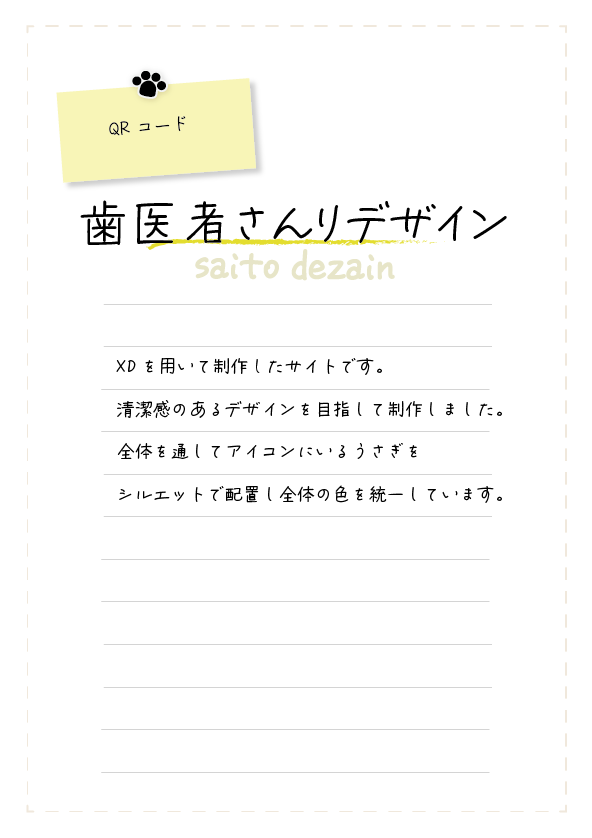 QR コード
歯医者さんリデザイン
saito dezain
XD を用いて制作したサイトです。
清潔感のあるデザインを目指して制作しました。
全体を通してアイコンにいるうさぎを
シルエットで配置し全体の色を統一しています。